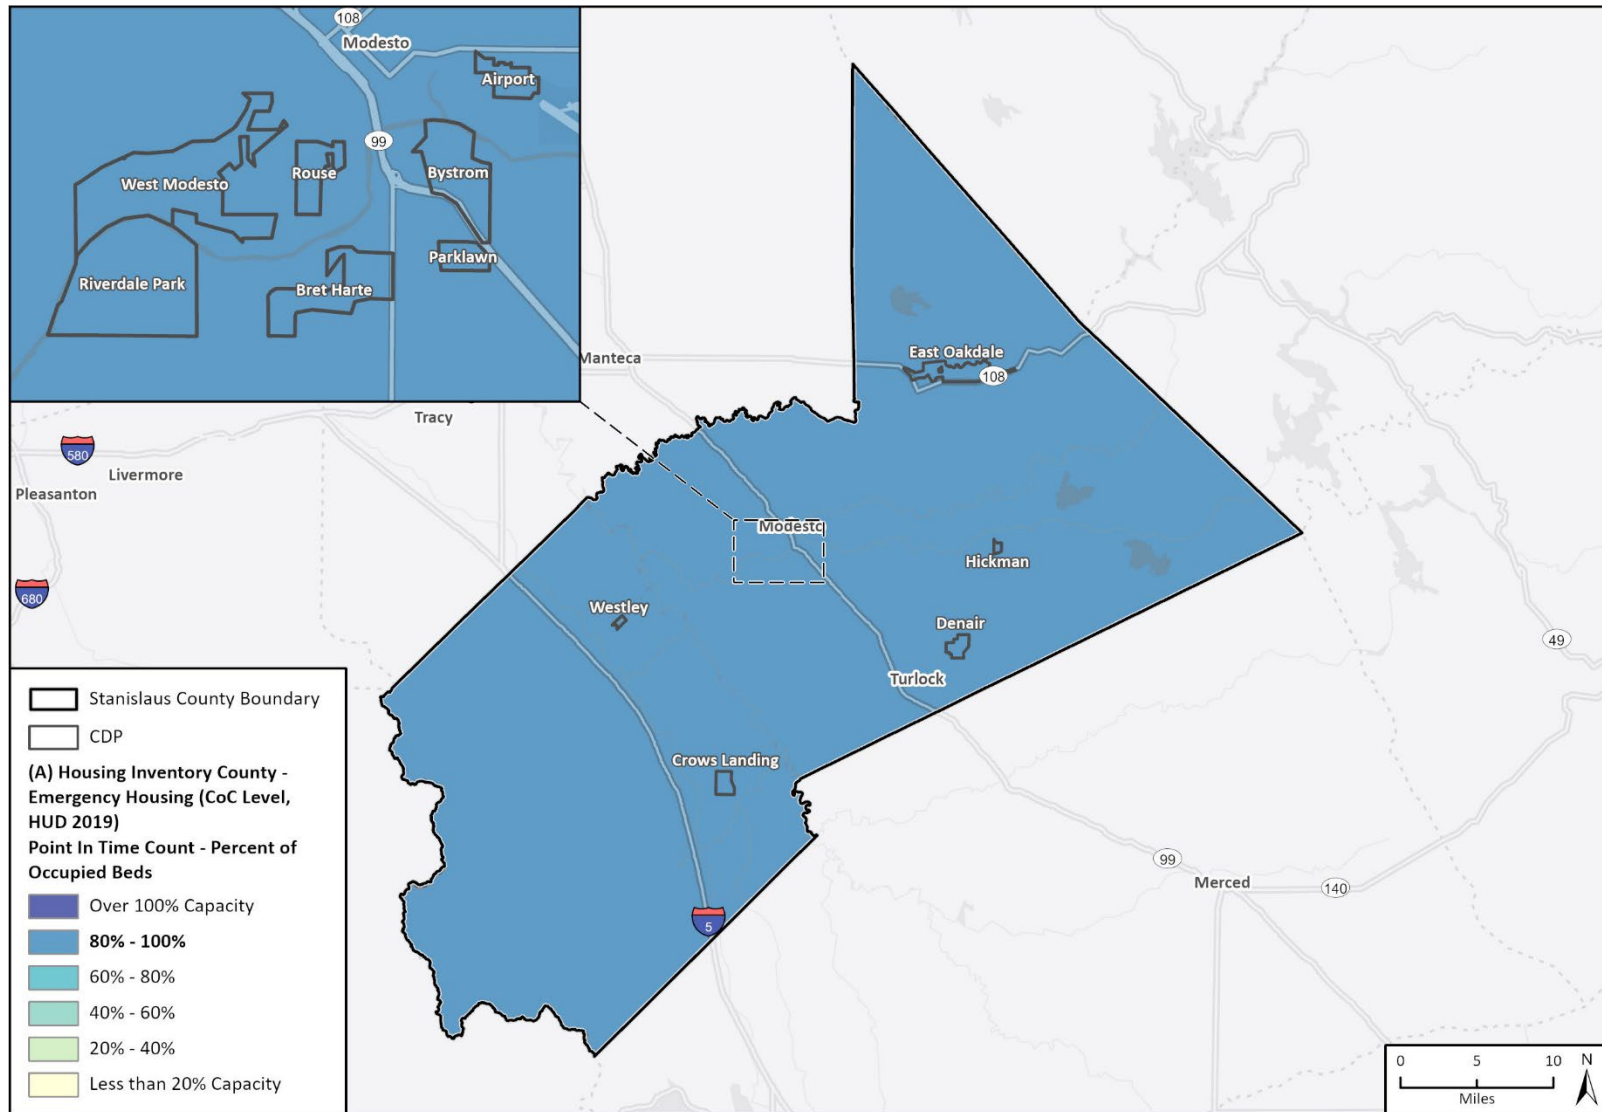 108
Modesto
Airport
99
West Modesto
Rouse
Bystrom
Riverdale Park
Bret Harte
Parklawn
Manteca
East Oakdale
108
Tracy
580
Livermore
Pleasanton
Modesto
Hickman
680
Westley
Denair
49
Turlock
Crows Landing
99
Merced
140
5
Stanislaus County Boundary
CDP
(A) Housing Inventory County -
Emergency Housing (CoC Level,
HUD 2019)
Point In Time Count - Percent of
Occupied Beds
Over 100% Capacity
80% - 100%
60% - 80%
40% - 60%
20% - 40%
Less than 20% Capacity
0 5 10
Miles
N